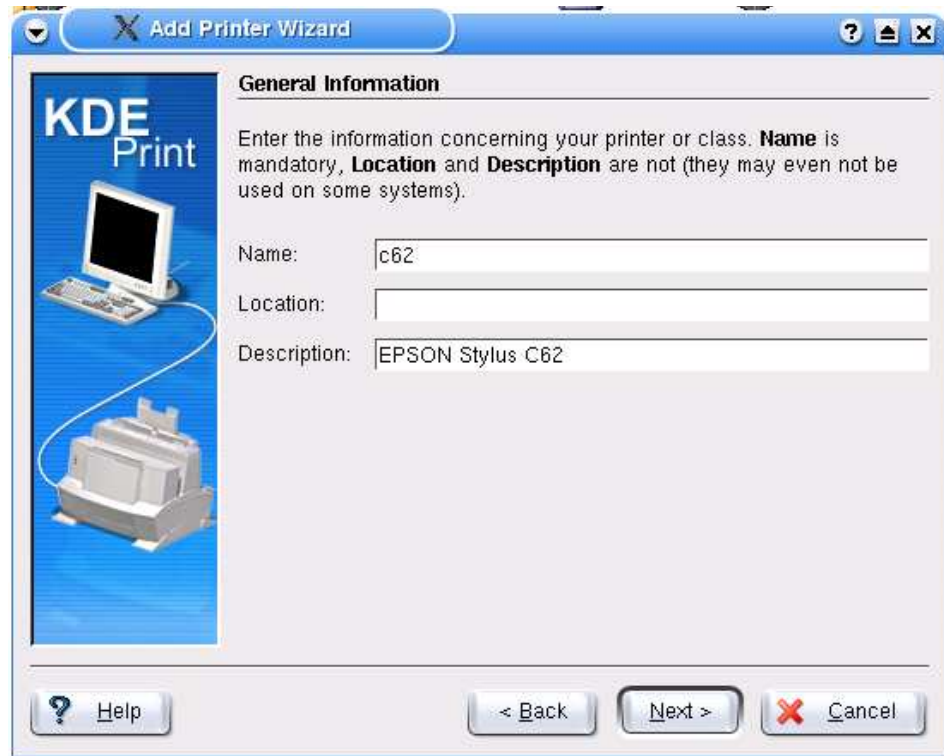 Add Printer Wizard
KDE
Print
General Information
Enter the information concerning your printer or class. Name is
mandatory, Location and Description are not (they may even not be
used on some systems).
Name: c62
Location:
Description: EPSON Stylus C62
? Help
< Back
Next >
Cancel